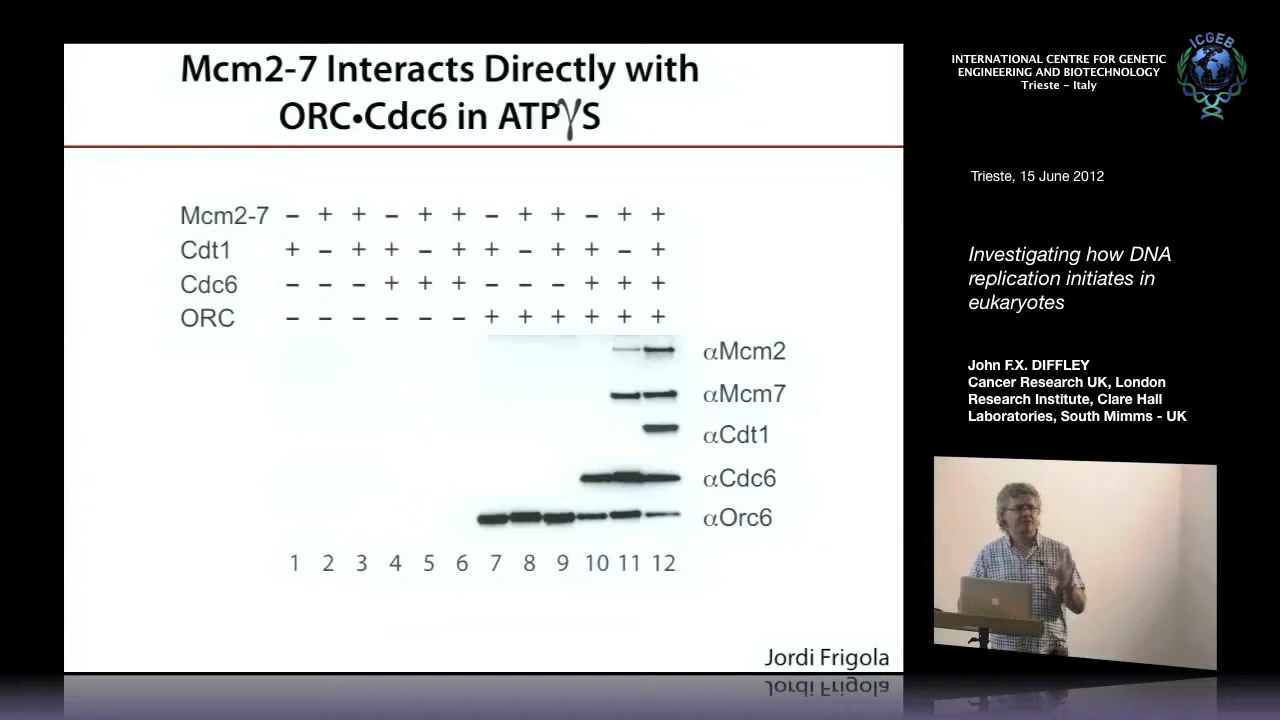 Mcm2-7 Interacts Directly with
ORC•Cdc6 in ATPγS
Mcm2-7 – + + – + + – + + – + +
Cdt1 + – + + – + + – + + – +
Cdc6 – – – + + + – – – + + +
ORC – – – – – – + + + + + +
αMcm2
αMcm7
αCdt1
αCdc6
αOrc6
1 2 3 4 5 6 7 8 9 10 11 12
Jordi Frigola
INTERNATIONAL CENTRE FOR GENETIC
ENGINEERING AND BIOTECHNOLOGY
Trieste – Italy
ICGEB
Trieste, 15 June 2012
Investigating how DNA
replication initiates in
eukaryotes
John F.X. DIFFLEY
Cancer Research UK, London
Research Institute, Clare Hall
Laboratories, South Mimms - UK